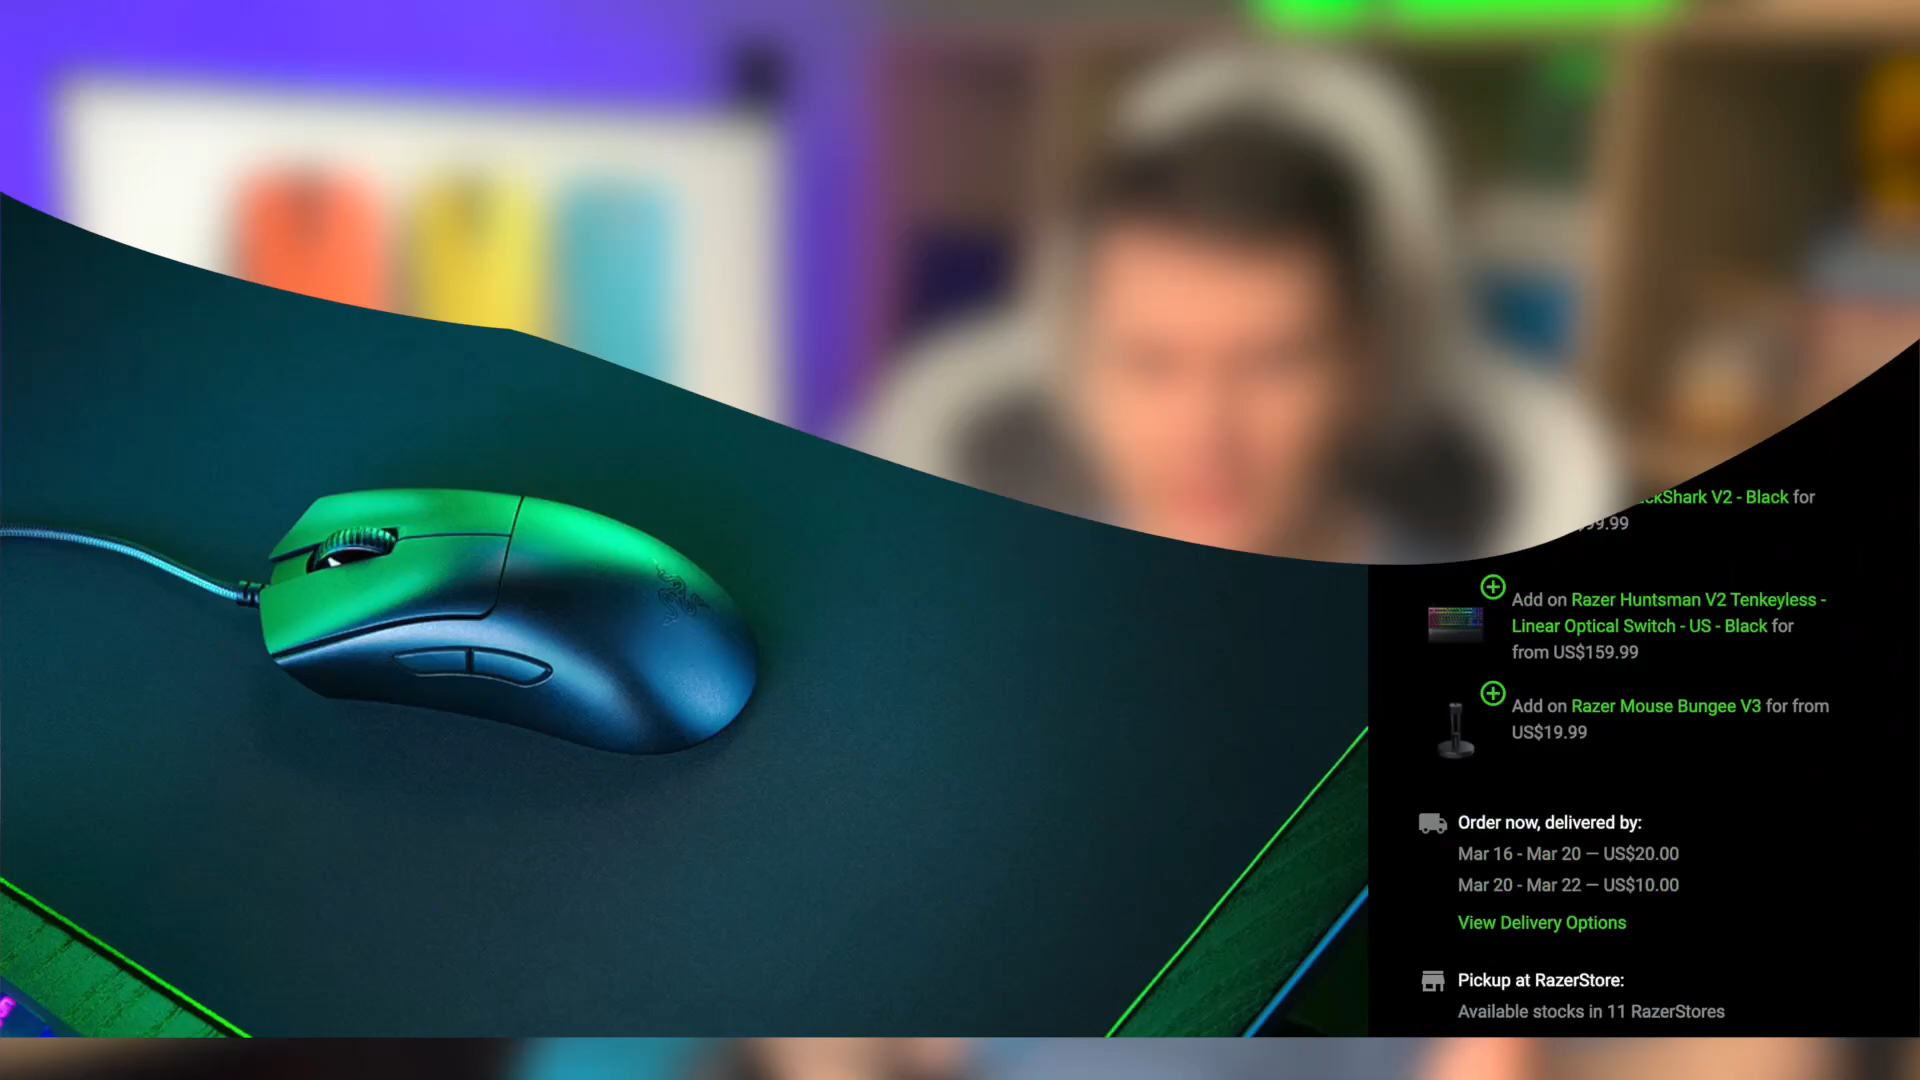 ckShark V2 - Black for
99.99
Add on Razer Huntsman V2 Tenkeyless -
Linear Optical Switch - US - Black for
from US$159.99
Add on Razer Mouse Bungee V3 for from
US$19.99
Order now, delivered by:
Mar 16 - Mar 20 — US$20.00
Mar 20 - Mar 22 — US$10.00
View Delivery Options
Pickup at RazerStore:
Available stocks in 11 RazerStores